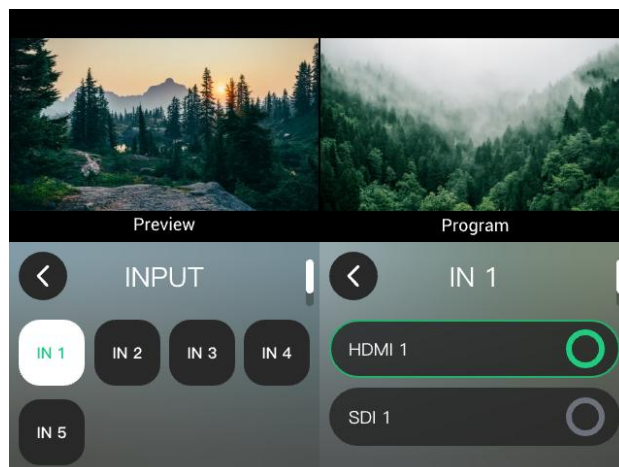 Preview
Program
INPUT
IN 1
IN 1
IN 2
IN 3
IN 4
IN 5
HDMI 1
SDI 1